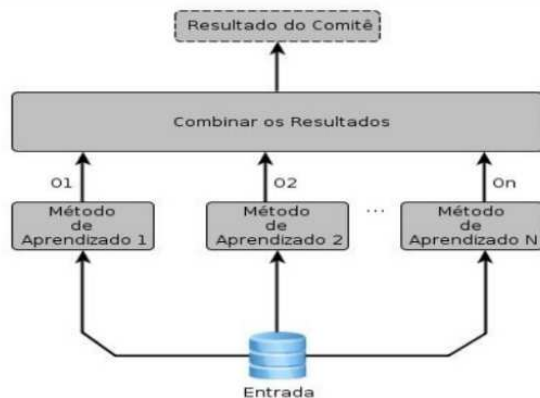 Resultado do Comitê
Combinar os Resultados
O1
O2
On
Método
de
Aprendizado 1
Método
de
Aprendizado 2
...
Método
de
Aprendizado N
Entrada